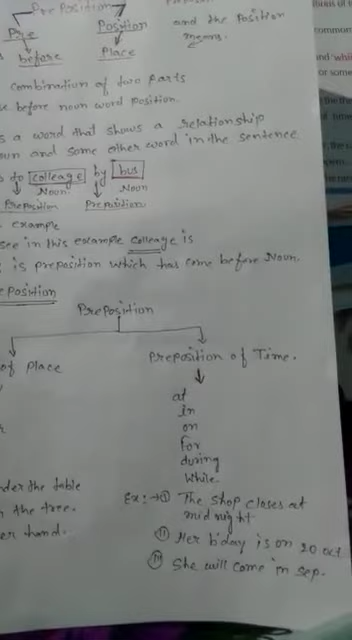 Preposition
Pre Position and the Position
before Place means.
combination of two parts
before noun word position.
a word that shows a relationship
and some other word in the sentence
to colleage by bus
Noun Noun
Preposition Preposition
example
see in this example colleage is
is preposition which has come before Noun.
Preposition
of Place Preposition of Time.
at
in
on
for
during
While.
under the table
the tree.
hand.
Ex:→ (i) The shop closes at
midnight
(ii) Her b'day is on 20 oct
(iii) She will come in sep.